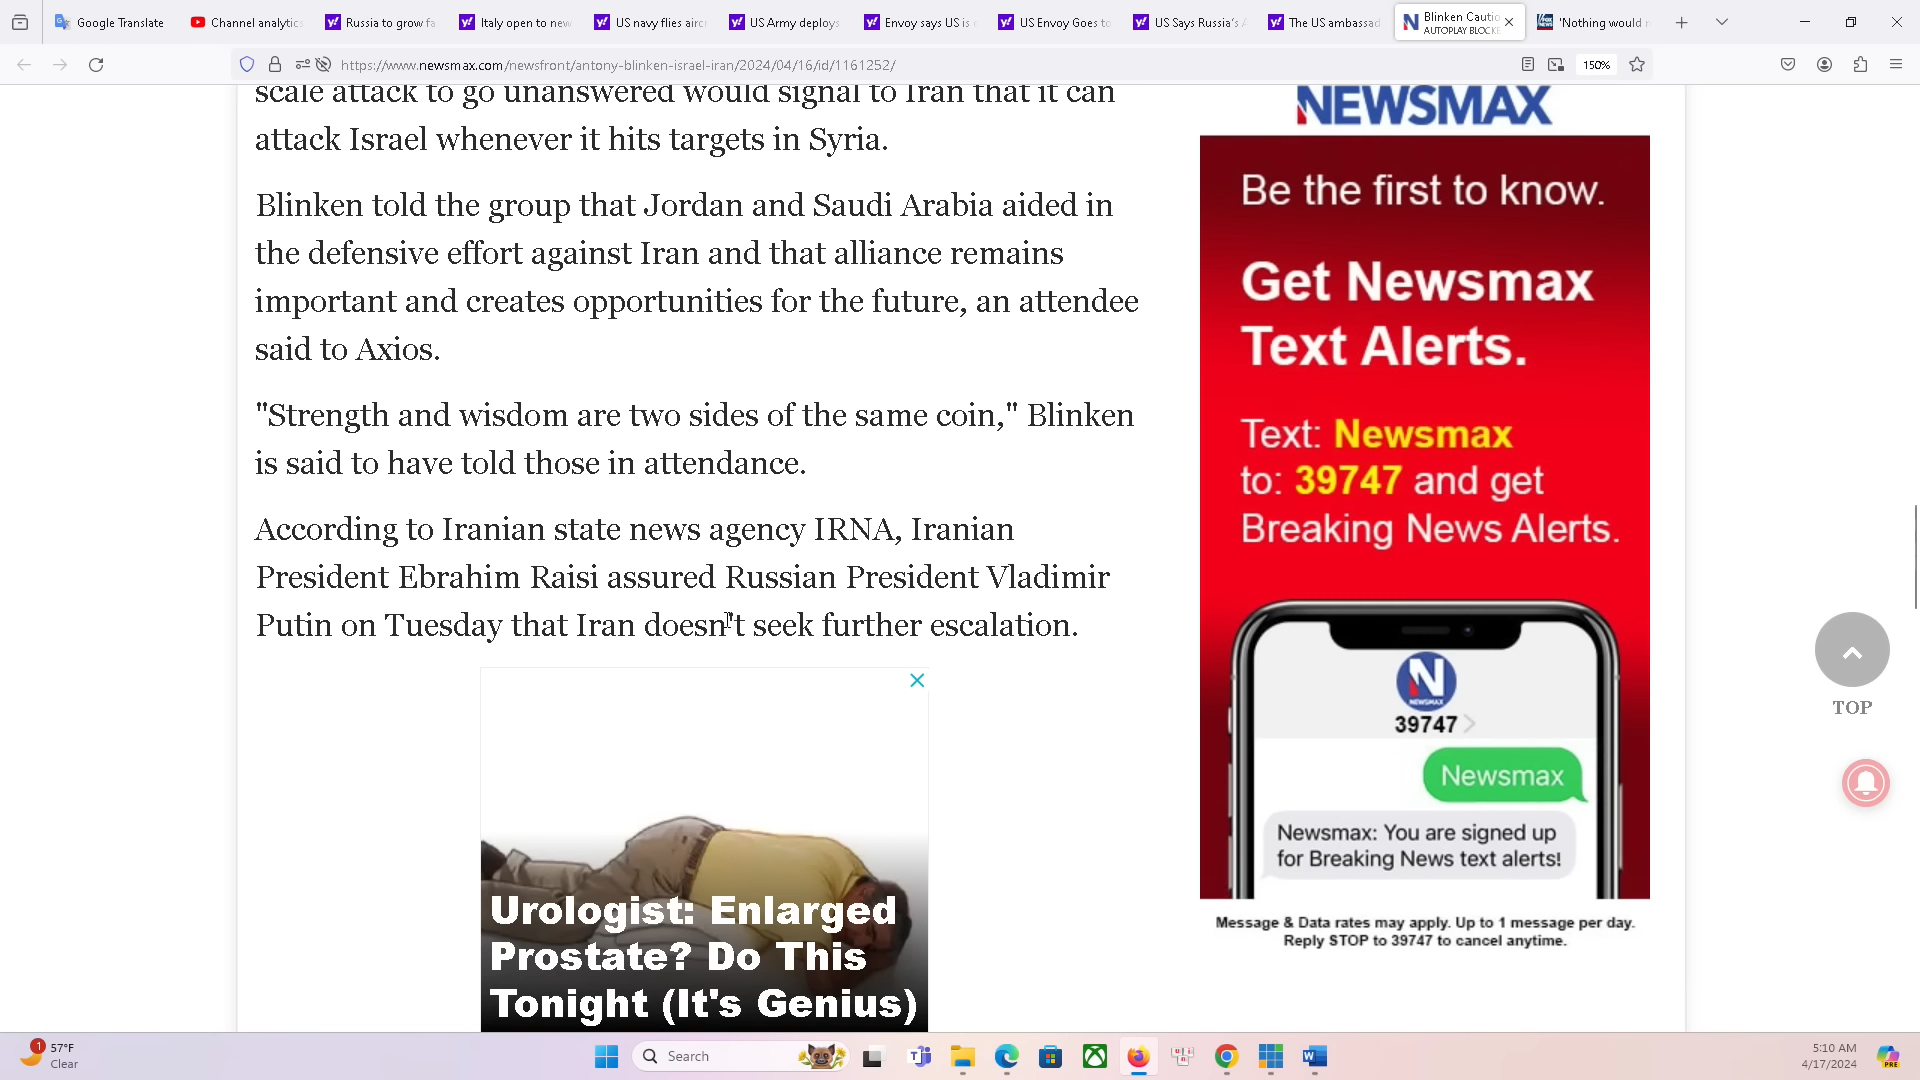 Google Translate
Channel analytics
Russia to grow fa
Italy open to new
US navy flies airc
US Army deploys
Envoy says US is
US Envoy Goes to
US Says Russia's A
The US ambassad
Blinken Cautio
AUTOPLAY BLOCKE
'Nothing would
https://www.newsmax.com/newsfront/antony-blinken-israel-iran/2024/04/16/id/1161252/
150%
scale attack to go unanswered would signal to Iran that it can
attack Israel whenever it hits targets in Syria.
Blinken told the group that Jordan and Saudi Arabia aided in
the defensive effort against Iran and that alliance remains
important and creates opportunities for the future, an attendee
said to Axios.
"Strength and wisdom are two sides of the same coin," Blinken
is said to have told those in attendance.
According to Iranian state news agency IRNA, Iranian
President Ebrahim Raisi assured Russian President Vladimir
Putin on Tuesday that Iran doesn't seek further escalation.
Urologist: Enlarged
Prostate? Do This
Tonight (It's Genius)
NEWSMAX
Be the first to know.
Get Newsmax
Text Alerts.
Text: Newsmax
to: 39747 and get
Breaking News Alerts.
N
NEWSMAX
39747
Newsmax
Newsmax: You are signed up
for Breaking News text alerts!
Message & Data rates may apply. Up to 1 message per day.
Reply STOP to 39747 to cancel anytime.
TOP
1
57°F
Clear
Search
5:10 AM
4/17/2024
PRE